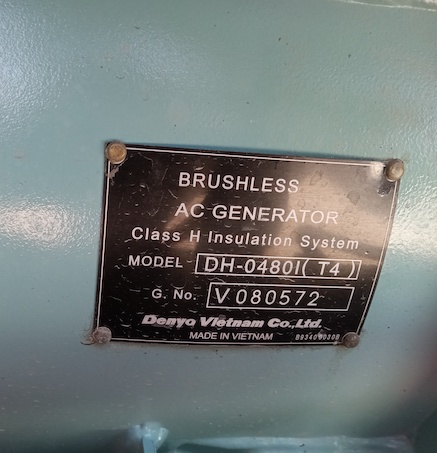 BRUSHLESS
AC GENERATOR
Class H Insulation System
MODEL DH-0480I(T4)
G. No. V080572
Denyo Vietnam Co.,Ltd.
MADE IN VIETNAM